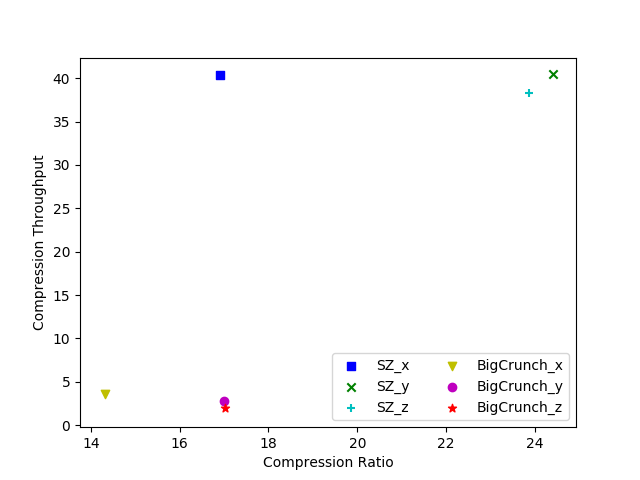 40
35
30
25
20
15
10
5
0
Compression Throughput
SZ_x
SZ_y
SZ_z
BigCrunch_x
BigCrunch_y
BigCrunch_z
14 16 18 20 22 24
Compression Ratio